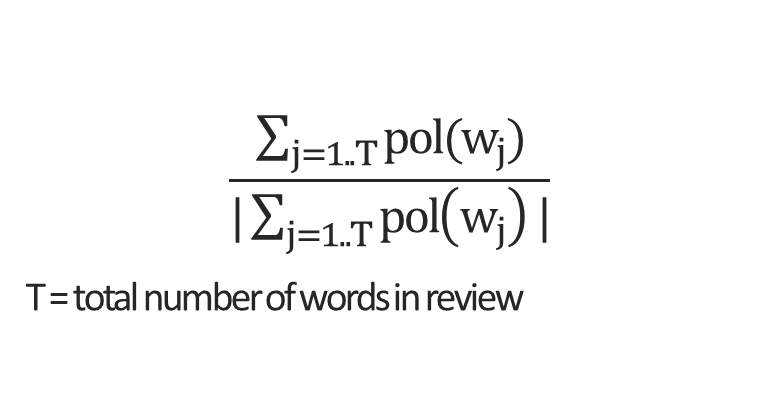 ∑j=1..T pol(wj)
| ∑j=1..T pol(wj) |
T = total number of words in review